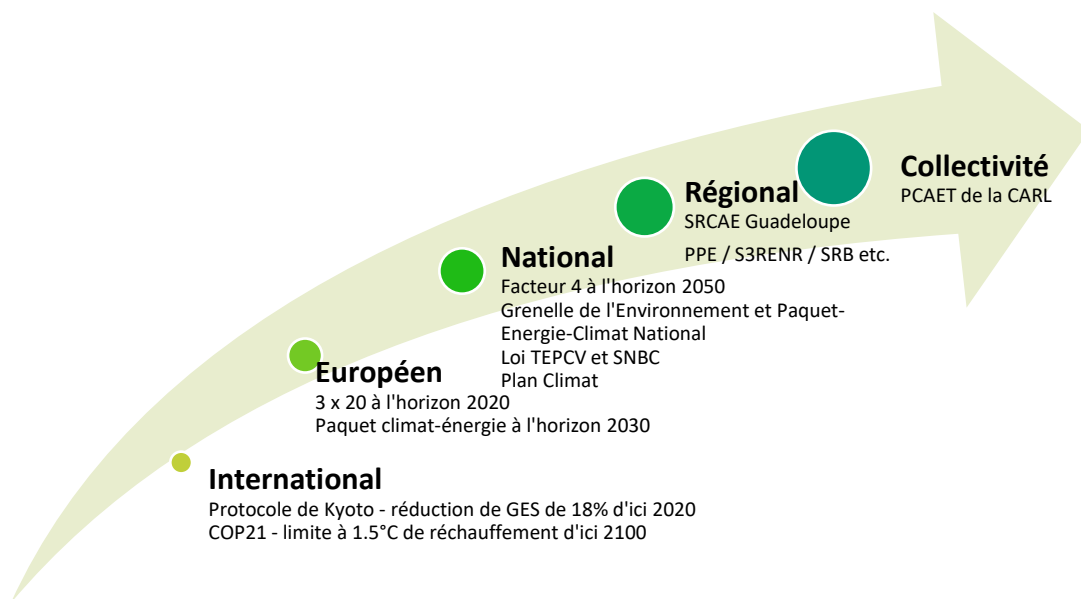 Collectivité
PCAET de la CARL
Régional
SRCAE Guadeloupe
PPE / S3RENR / SRB etc.
National
Facteur 4 à l'horizon 2050
Grenelle de l'Environnement et Paquet-
Energie-Climat National
Loi TEPCV et SNBC
Plan Climat
Européen
3 x 20 à l'horizon 2020
Paquet climat-énergie à l'horizon 2030
International
Protocole de Kyoto - réduction de GES de 18% d'ici 2020
COP21 - limite à 1.5°C de réchauffement d'ici 2100